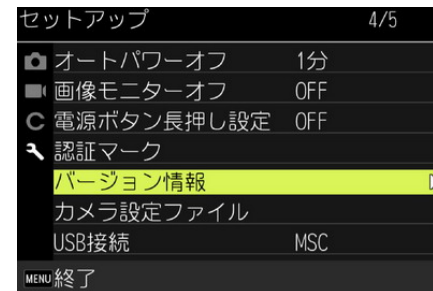 セットアップ 4/5
オートパワーオフ 1分
画像モニターオフ OFF
C 電源ボタン長押し設定 OFF
認証マーク
バージョン情報
カメラ設定ファイル
USB接続 MSC
MENU 終了